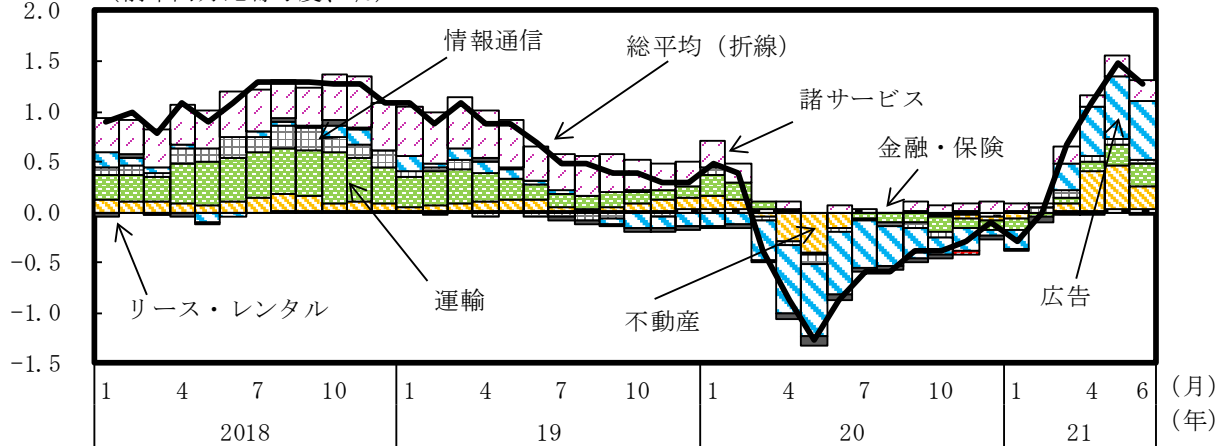 2.0
1.5
1.0
0.5
0.0
-0.5
-1.0
-1.5
情報通信
総平均（折線）
諸サービス
金融・保険
リース・レンタル
運輸
不動産
広告
1 4 7 10 1 4 7 10 1 4 7 10 1 4 6 （月）
2018 19 20 21 （年）